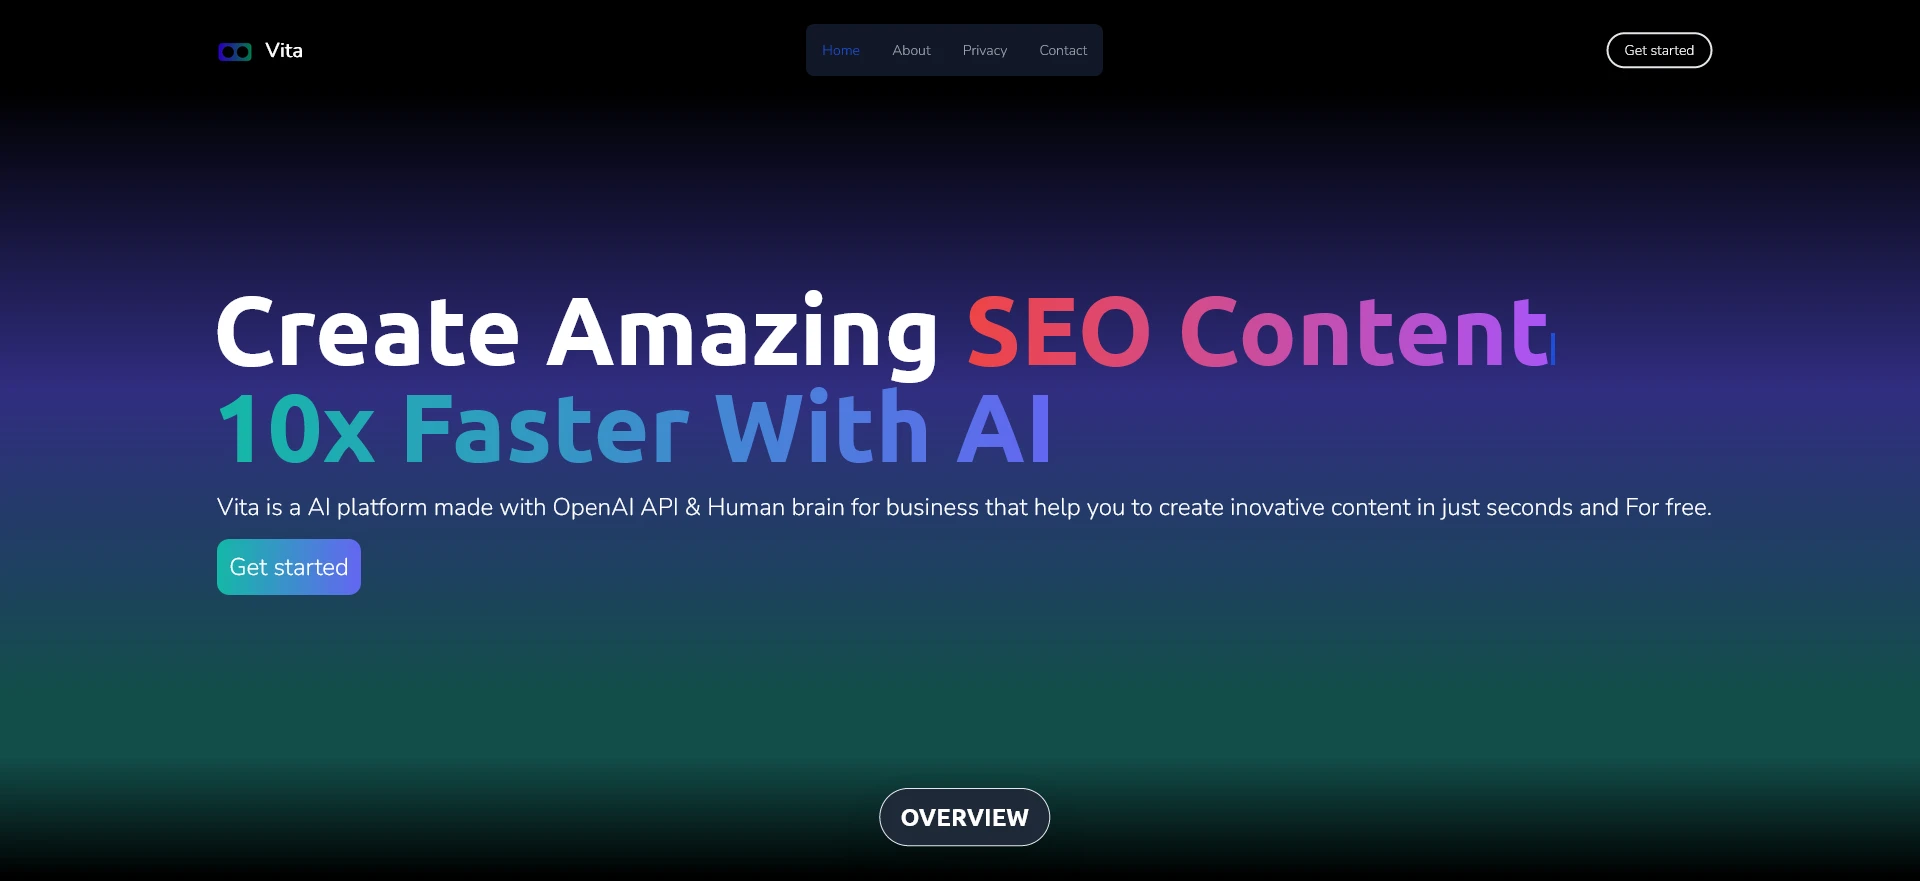 Vita
Home About Privacy Contact
Get started
Create Amazing SEO Content
10x Faster With AI
Vita is a AI platform made with OpenAI API & Human brain for business that help you to create inovative content in just seconds and For free.
Get started
OVERVIEW